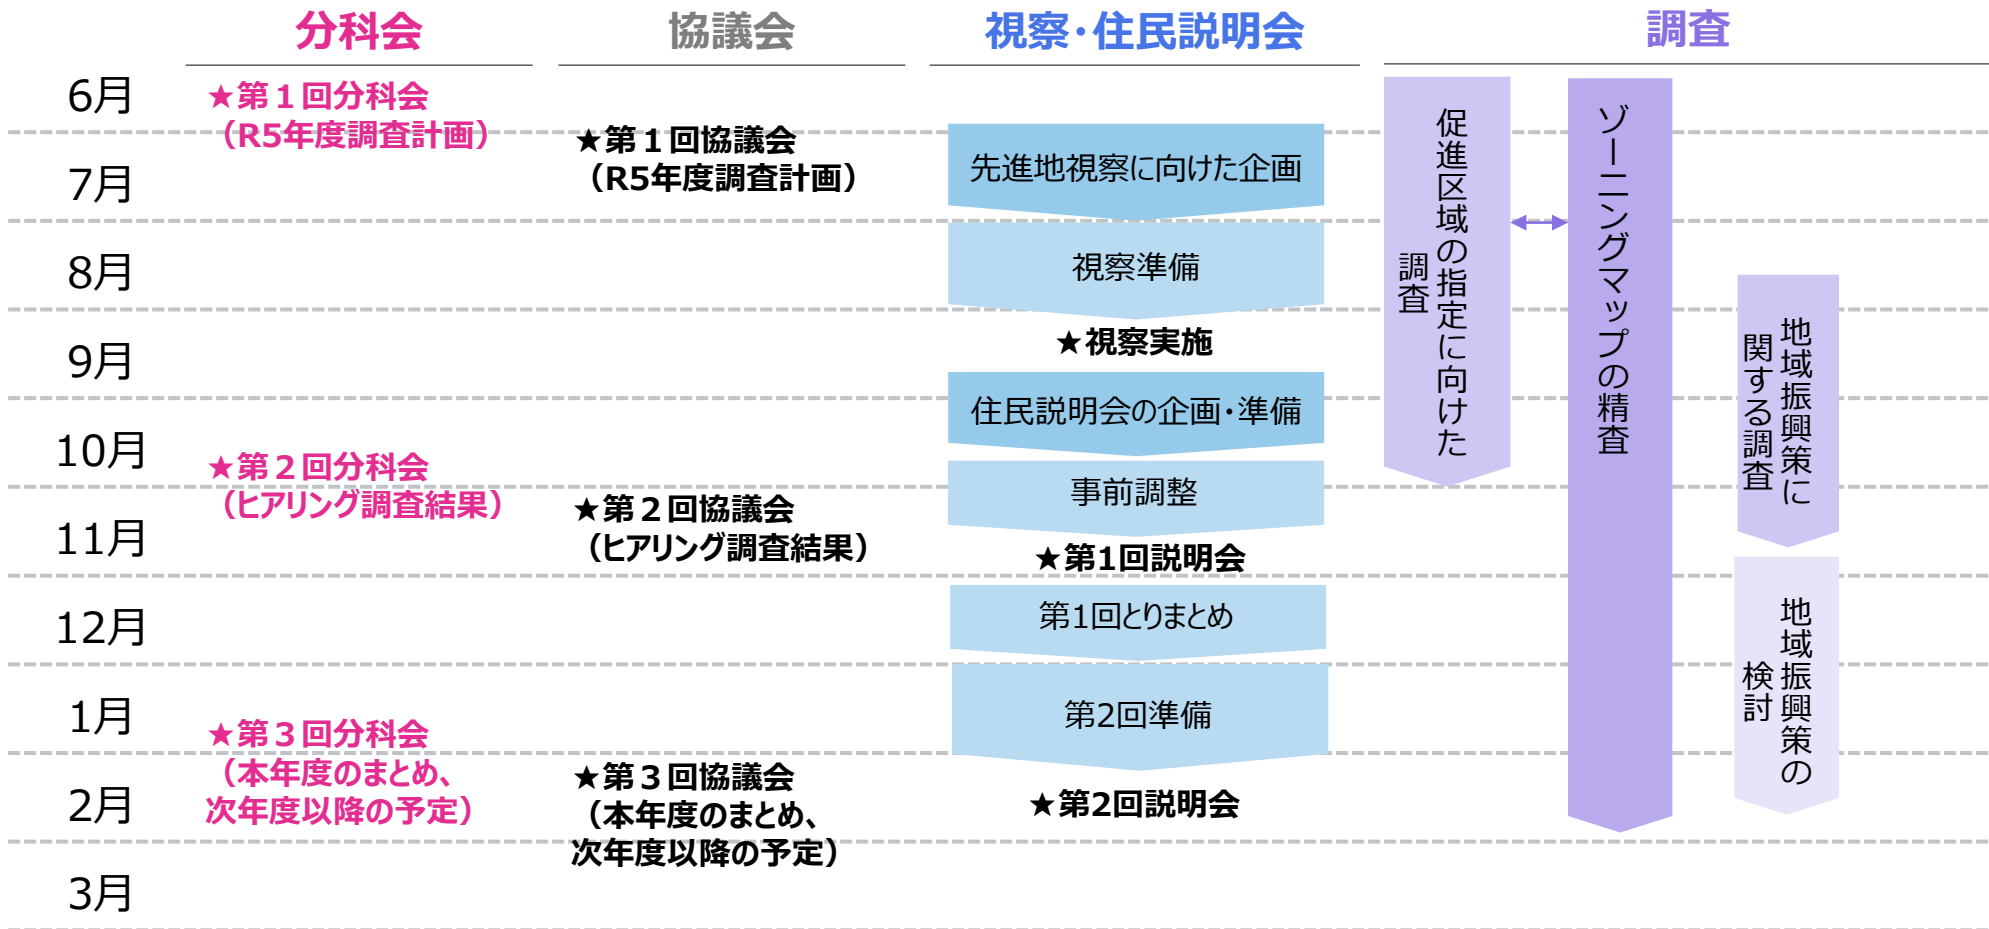 分科会
協議会
視察・住民説明会
調査
6月
7月
8月
9月
10月
11月
12月
1月
2月
3月
★第１回分科会
（R5年度調査計画）
★第２回分科会
（ヒアリング調査結果）
★第３回分科会
（本年度のまとめ、
次年度以降の予定）
★第１回協議会
（R5年度調査計画）
★第２回協議会
（ヒアリング調査結果）
★第３回協議会
（本年度のまとめ、
次年度以降の予定）
先進地視察に向けた企画
視察準備
★視察実施
住民説明会の企画・準備
事前調整
★第1回説明会
第1回とりまとめ
第2回準備
★第2回説明会
促進区域の指定に向けた
調査
ゾーニングマップの精査
地域振興策に
関する調査
地域振興策の
検討